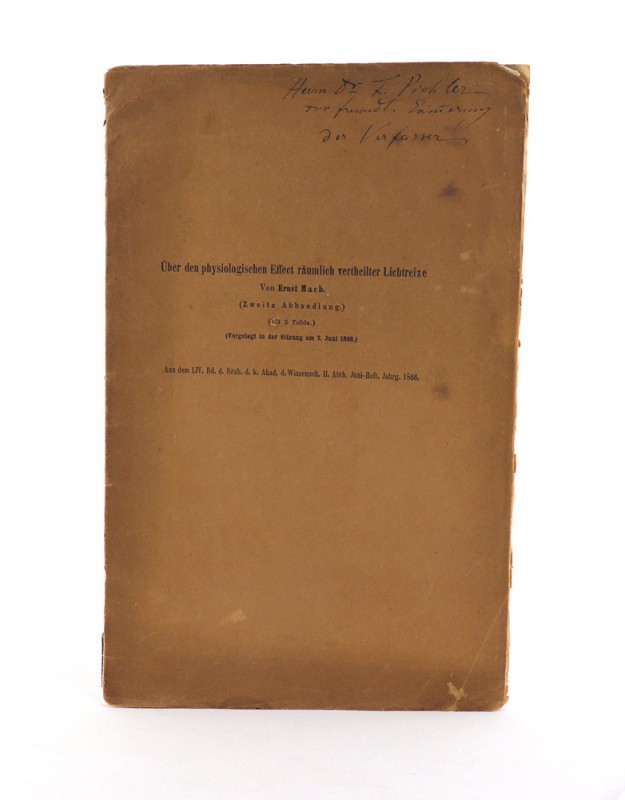 Herrn Dr F. Pichler
zur freundl. Erinnerung
der Verfasser
Über den physiologischen Effect räumlich vertheilter Lichtreize
Von Ernst Mach.
(Zweite Abhandlung.)
(Mit 2 Tafeln.)
(Vorgelegt in der Sitzung am 7. Juni 1866.)
Aus dem LIV. Bd. d. Sitzb. d. k. Akad. d. Wissensch. II. Abth. Juni-Heft. Jahrg. 1866.